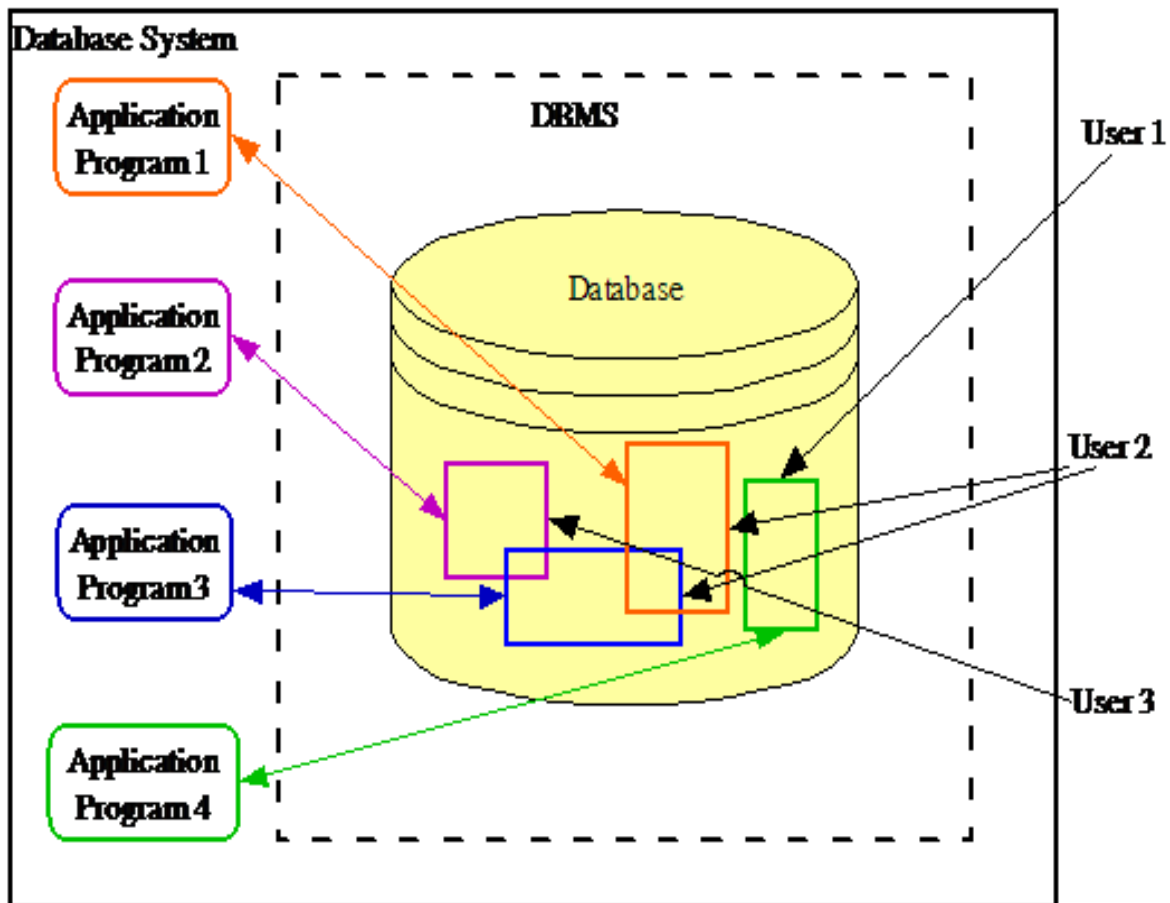 Database System
Application
Program 1
DBMS
User 1
Application
Program 2
Database
User 2
Application
Program 3
User 3
Application
Program 4